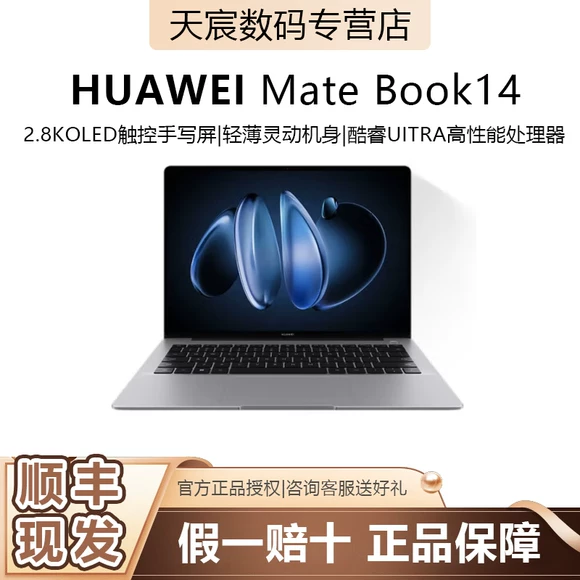 天宸数码专营店
HUAWEI Mate Book14
2.8KOLED触控手写屏|轻薄灵动机身|酷睿UITRA高性能处理器
HUAWEI
顺丰
现发
官方正品授权|咨询客服送好礼
假一赔十 正品保障